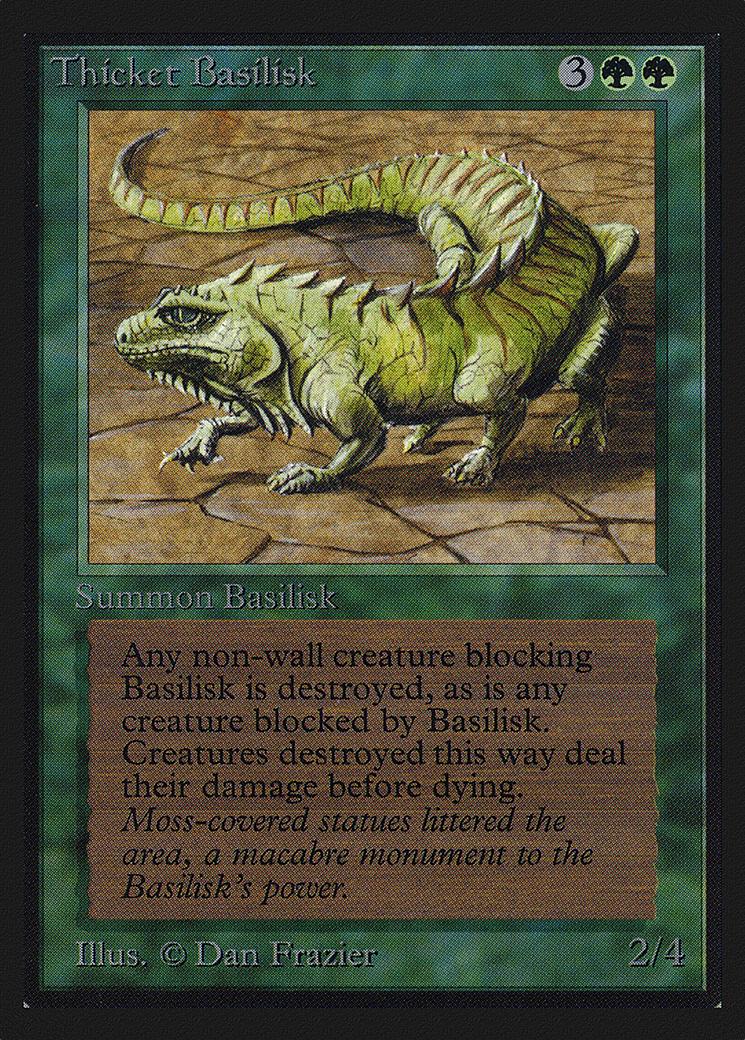 Thicket Basilisk 3
Summon Basilisk
Any non-wall creature blocking
Basilisk is destroyed, as is any
creature blocked by Basilisk.
Creatures destroyed this way deal
their damage before dying.
Moss-covered statues littered the
area, a macabre monument to the
Basilisk's power.
Illus. © Dan Frazier 2/4